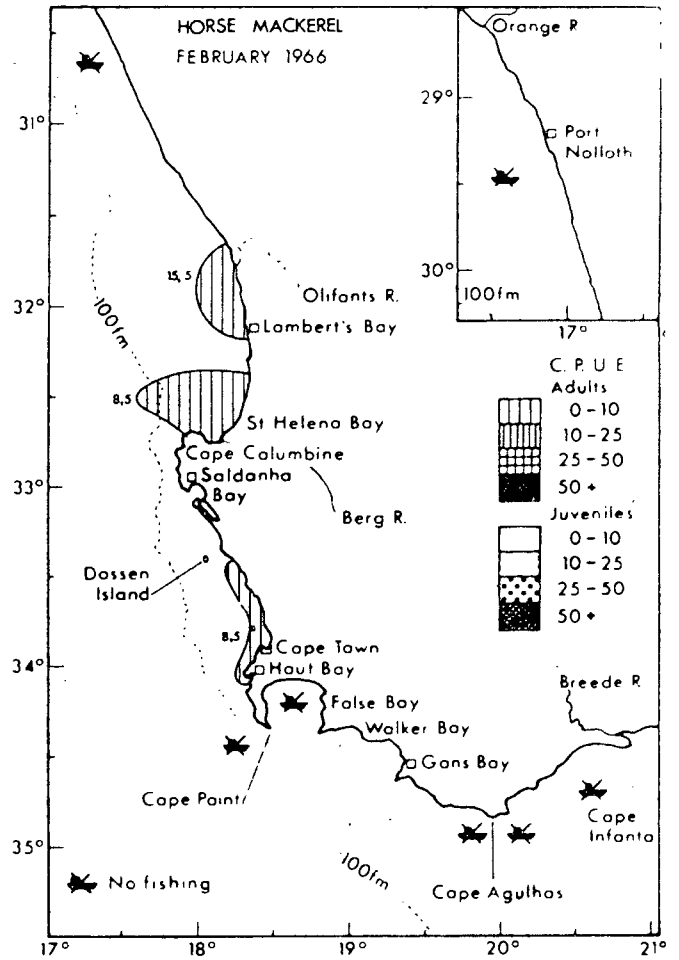 HORSE MACKEREL
FEBRUARY 1966
Orange R
29°
Port
Nolloth
30°
100fm
17°
31°
15,5
Olifants R.
32°
100fm
Lambert's Bay
8,5
St Helena Bay
Cape Columbine
Saldanha
Bay
33°
Berg R.
Dassen
Island
8,5
Cape Town
Haut Bay
34°
False Bay
Walker Bay
Breede R
Gans Bay
Cape Point
Cape
Infanta
35°
100fm
No fishing
Cape Agulhas
C. P. U E
Adults
0-10
10-25
25-50
50+
Juveniles
0-10
10-25
25-50
50+
17°
18°
19°
20°
21°